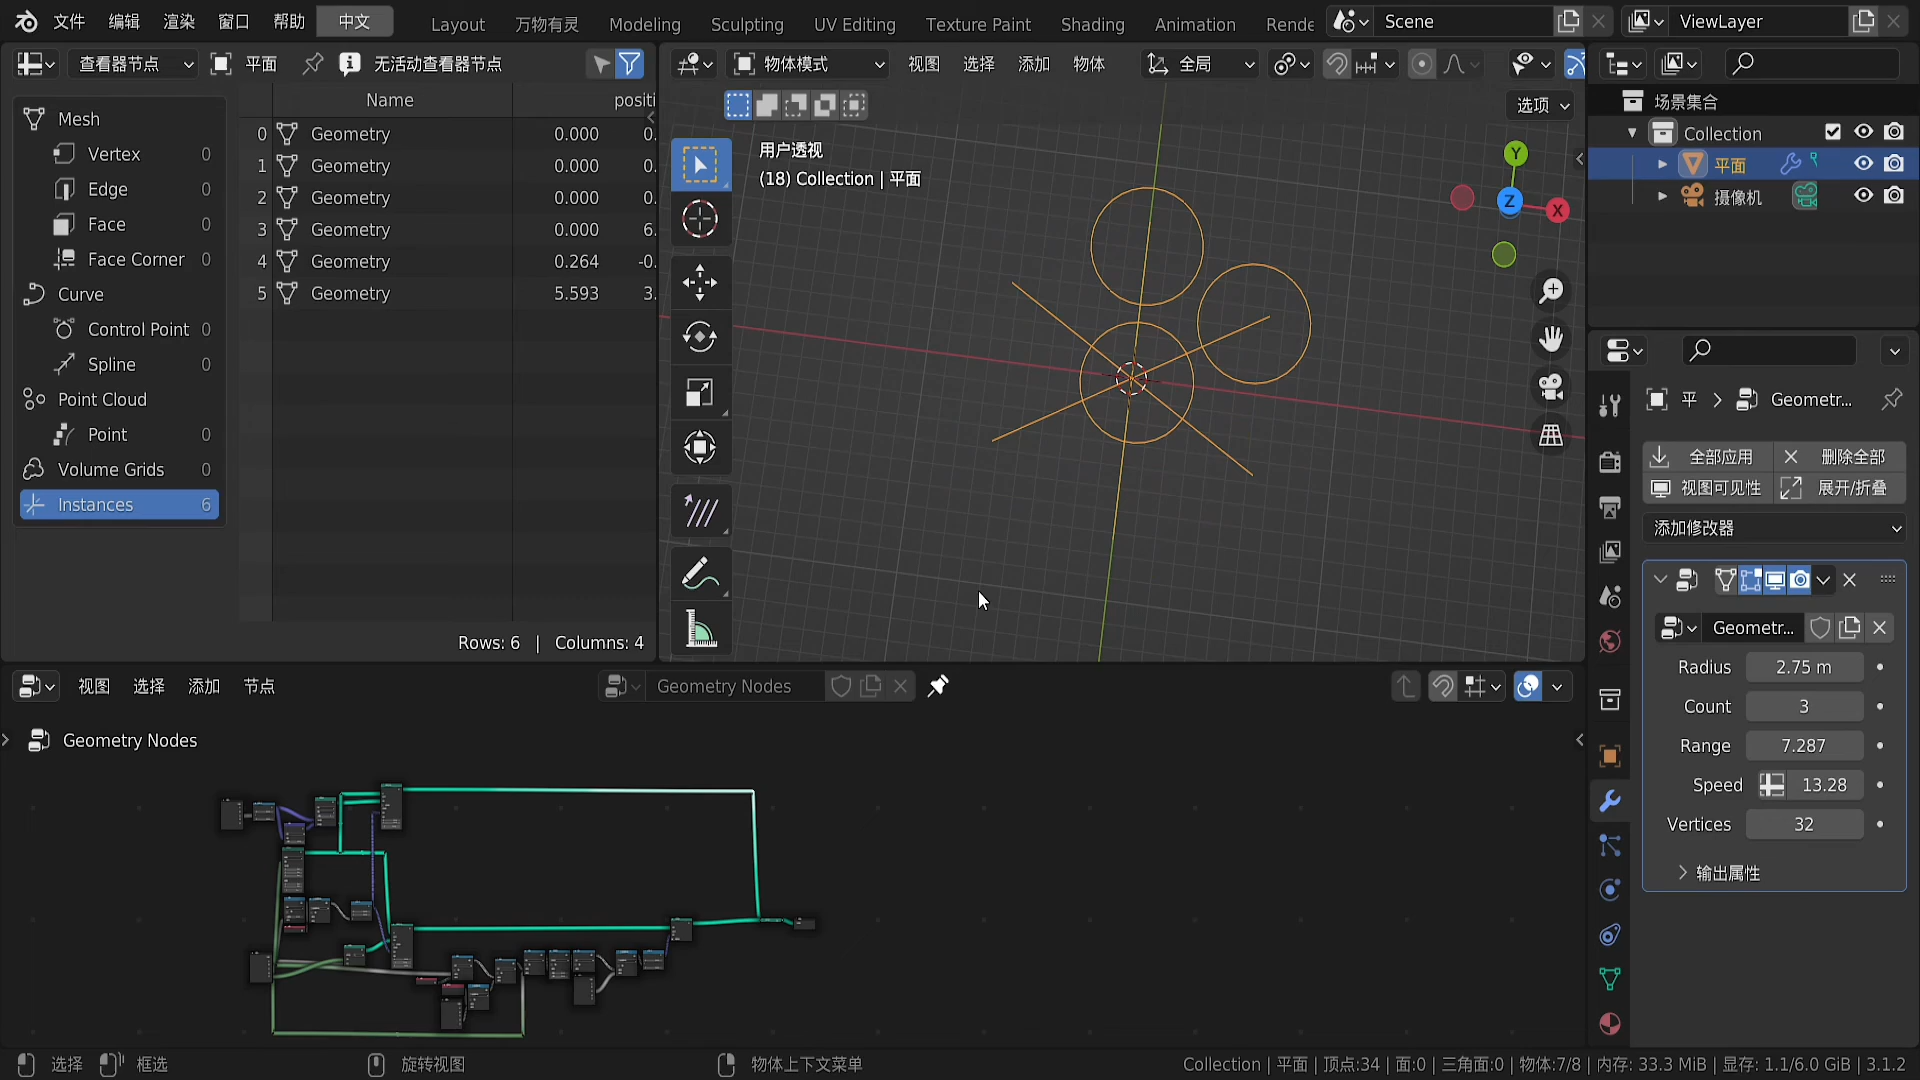 文件 编辑 渲染 窗口 帮助 中文 Layout 万物有灵 Modeling Sculpting UV Editing Texture Paint Shading Animation Rende Scene ViewLayer
查看器节点 平面 无活动查看器节点
Name positi
Mesh
Vertex 0
Edge 0
Face 0
Face Corner 0
Curve
Control Point 0
Spline 0
Point Cloud
Point 0
Volume Grids 0
Instances 6
0 Geometry 0.000 0.
1 Geometry 0.000 0.
2 Geometry 0.000 0.
3 Geometry 0.000 6.
4 Geometry 0.264 -0.
5 Geometry 5.593 3.
Rows: 6 | Columns: 4
物体模式 视图 选择 添加 物体 全局
选项
用户透视
(18) Collection | 平面
Y
Z
X
场景集合
Collection
平面
摄像机
平 Geometr...
全部应用 删除全部
视图可见性 展开/折叠
添加修改器
Geometr...
Radius 2.75 m
Count 3
Range 7.287
Speed 13.28
Vertices 32
输出属性
视图 选择 添加 节点 Geometry Nodes
Geometry Nodes
选择 框选 旋转视图 物体上下文菜单 Collection | 平面 | 顶点:34 | 面:0 | 三角面:0 | 物体:7/8 | 内存: 33.3 MiB | 显存: 1.1/6.0 GiB | 3.1.2